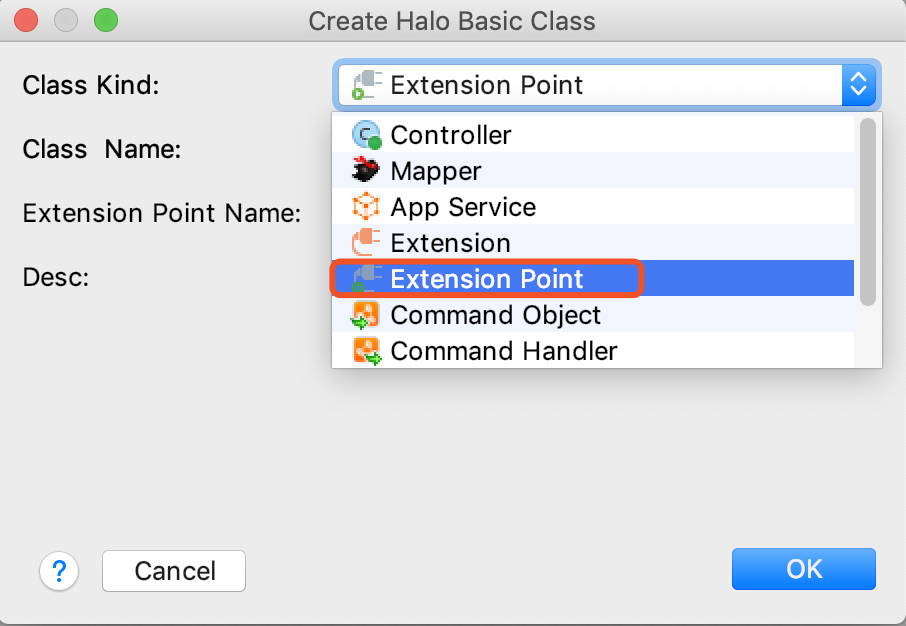 Create Halo Basic Class
Class Kind:
Extension Point
Controller
Class Name:
Mapper
App Service
Extension Point Name:
Extension
Desc:
Extension Point
Command Object
Command Handler
?
Cancel
OK